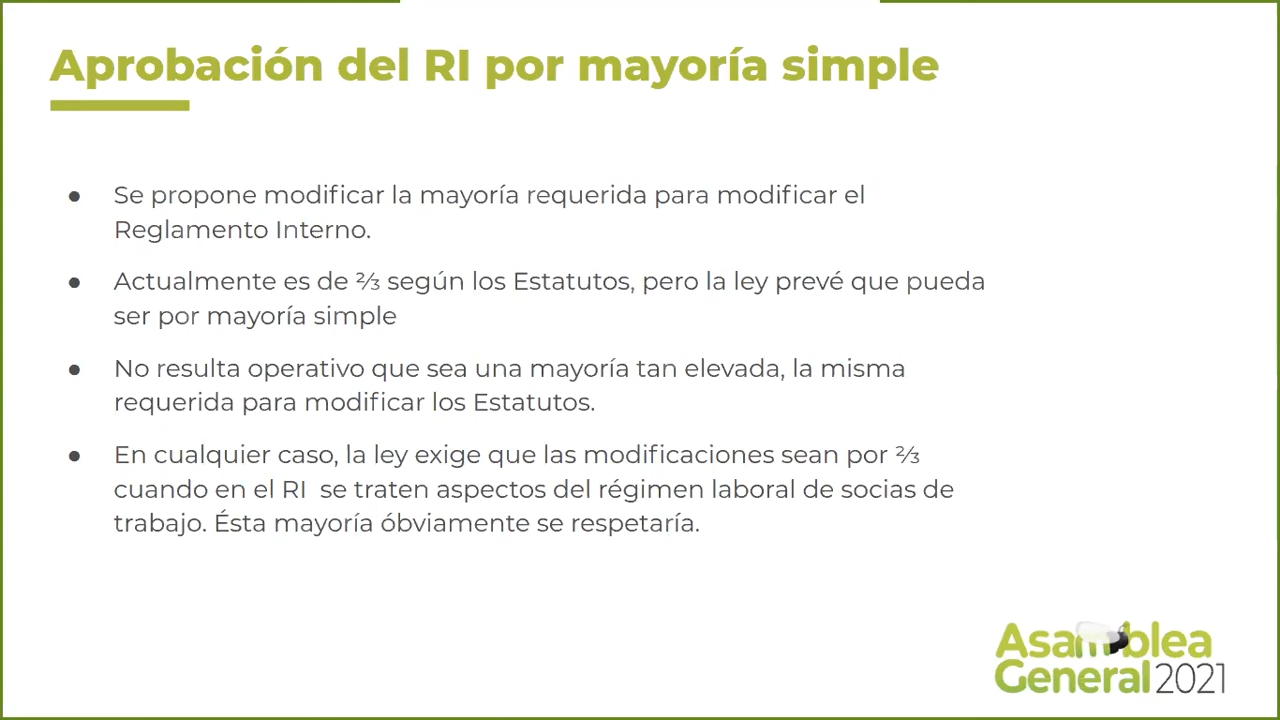 Aprobación del RI por mayoría simple
● Se propone modificar la mayoría requerida para modificar el
Reglamento Interno.
● Actualmente es de ⅔ según los Estatutos, pero la ley prevé que pueda
ser por mayoría simple
● No resulta operativo que sea una mayoría tan elevada, la misma
requerida para modificar los Estatutos.
● En cualquier caso, la ley exige que las modificaciones sean por ⅔
cuando en el RI  se traten aspectos del régimen laboral de socias de
trabajo. Ésta mayoría óbviamente se respetaría.
Asamblea
General 2021